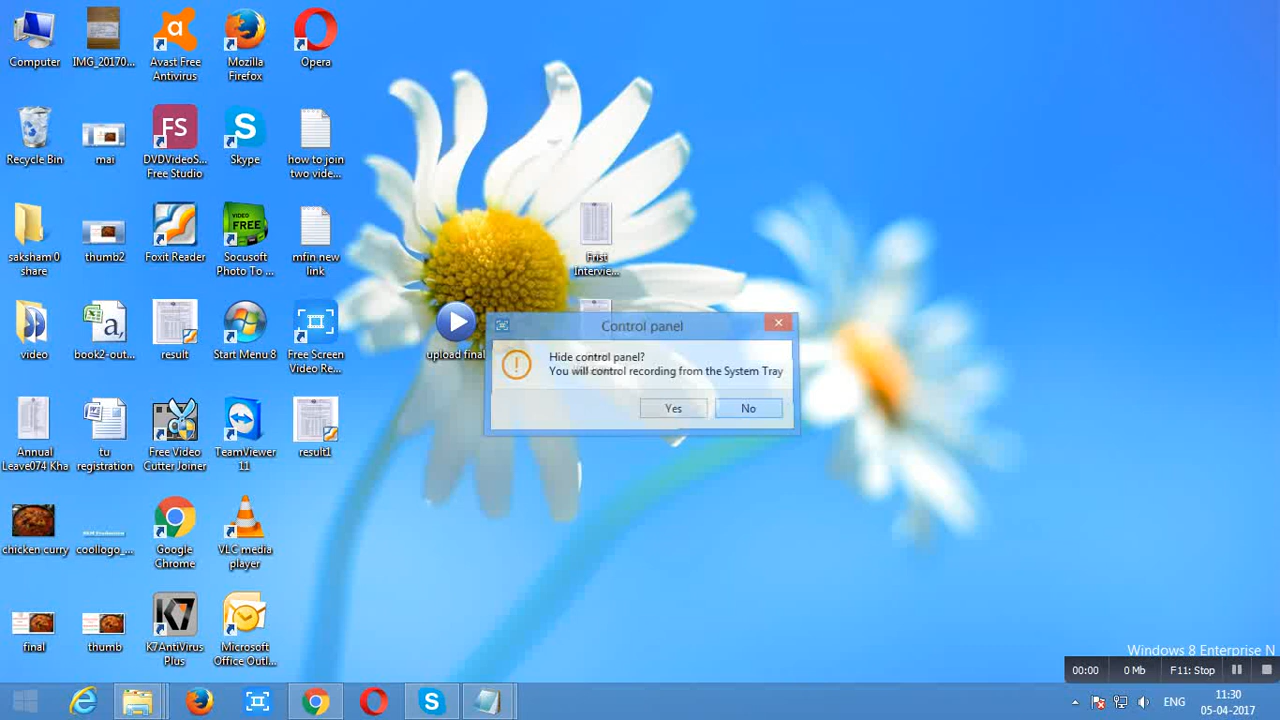 Computer
IMG_20170...
Avast Free
Antivirus
Mozilla
Firefox
Opera
Recycle Bin
mai
FS
DVDVideoS...
Free Studio
S
Skype
how to join
two vide...
saksham 0
share
thumb2
Foxit Reader
VIDEO
FREE
Socusoft
Photo To ...
mfin new
link
Frist
Intervie...
video
book2-out...
result
Start Menu 8
Free Screen
Video Re...
upload final
Control panel
Hide control panel?
You will control recording from the System Tray
Yes
No
Annual
Leave074 Kha
tu
registration
Free Video
Cutter Joiner
TeamViewer
11
result1
chicken curry
coollogo_...
Google
Chrome
VLC media
player
final
thumb
K7
K7AntiVirus
Plus
Microsoft
Office Outl...
Windows 8 Enterprise N
00:00
0 Mb
F11: Stop
ENG
11:30
05-04-2017